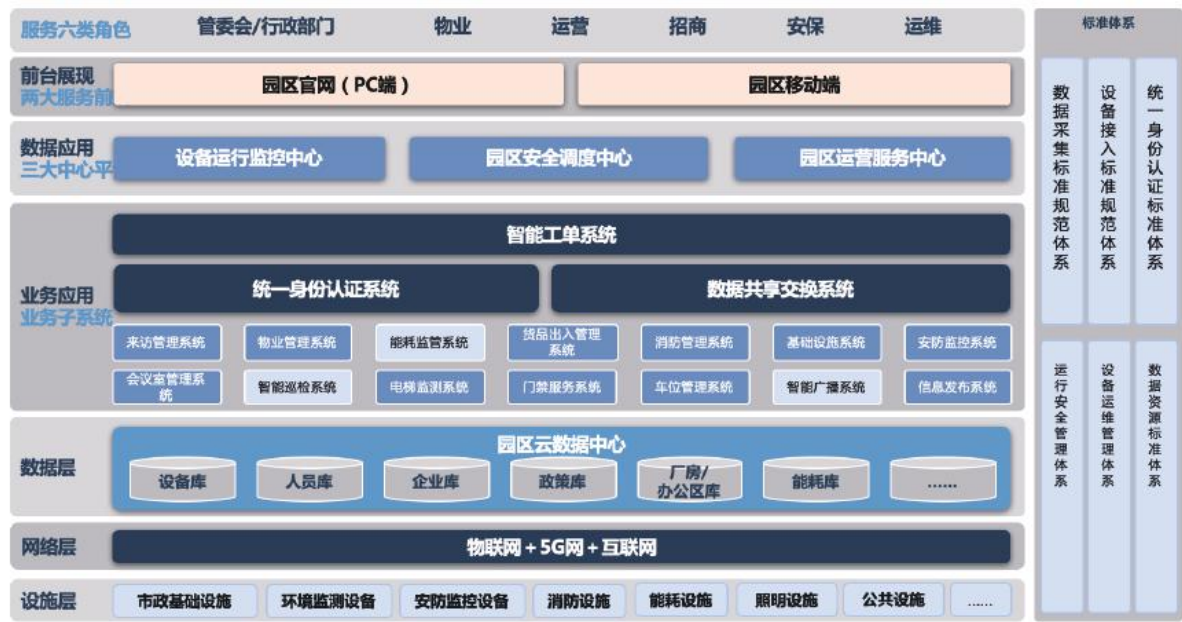 服务六类角色
管委会/行政部门
物业
运营
招商
安保
运维
前台展现
两大服务前
园区官网（PC端）
园区移动端
数据应用
三大中心平
设备运行监控中心
园区安全调度中心
园区运营服务中心
业务应用
业务子系统
智能工单系统
统一身份认证系统
数据共享交换系统
来访管理系统
物业管理系统
能耗监管系统
货品出入管理
系统
消防管理系统
基础设施系统
安防监控系统
会议室管理系
统
智能巡检系统
电梯监测系统
门禁服务系统
车位管理系统
智能广播系统
信息发布系统
数据层
园区云数据中心
设备库
人员库
企业库
政策库
厂房/
办公区库
能耗库
......
网络层
物联网+5G网+互联网
设施层
市政基础设施
环境监测设备
安防监控设备
消防设施
能耗设施
照明设施
公共设施
......
标准体系
数据采集标准规范体系
设备接入标准规范体系
统一身份认证标准体系
运行安全管理体系
设备运维管理体系
数据资源标准体系